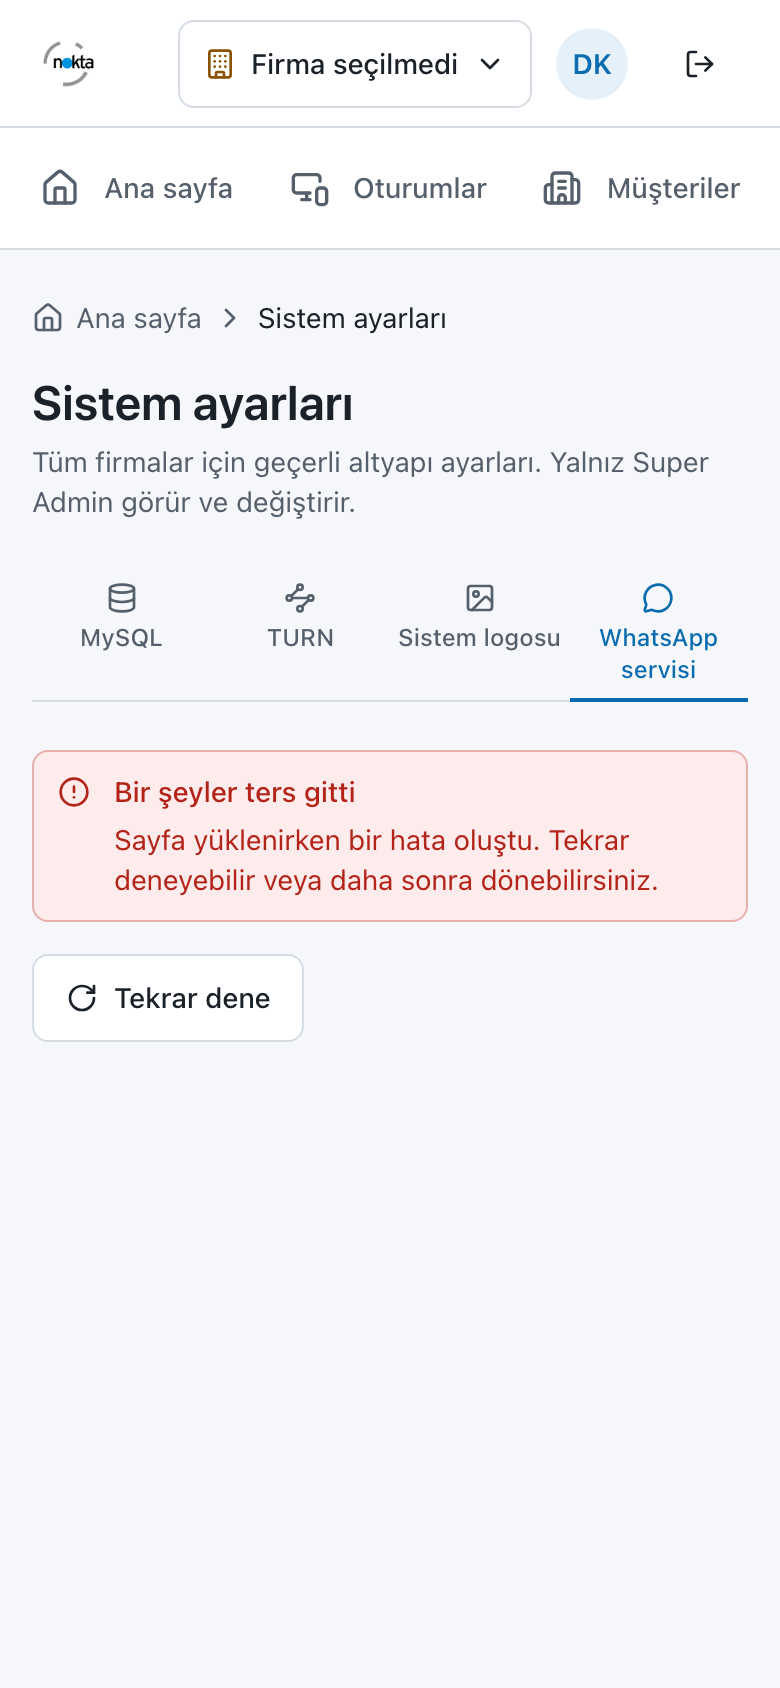 nokta
Firma seçilmedi
DK
Ana sayfa
Oturumlar
Müşteriler
Ana sayfa
Sistem ayarları
Sistem ayarları
Tüm firmalar için geçerli altyapı ayarları. Yalnız Super
Admin görür ve değiştirir.
MySQL
TURN
Sistem logosu
WhatsApp
servisi
Bir şeyler ters gitti
Sayfa yüklenirken bir hata oluştu. Tekrar
deneyebilir veya daha sonra dönebilirsiniz.
Tekrar dene